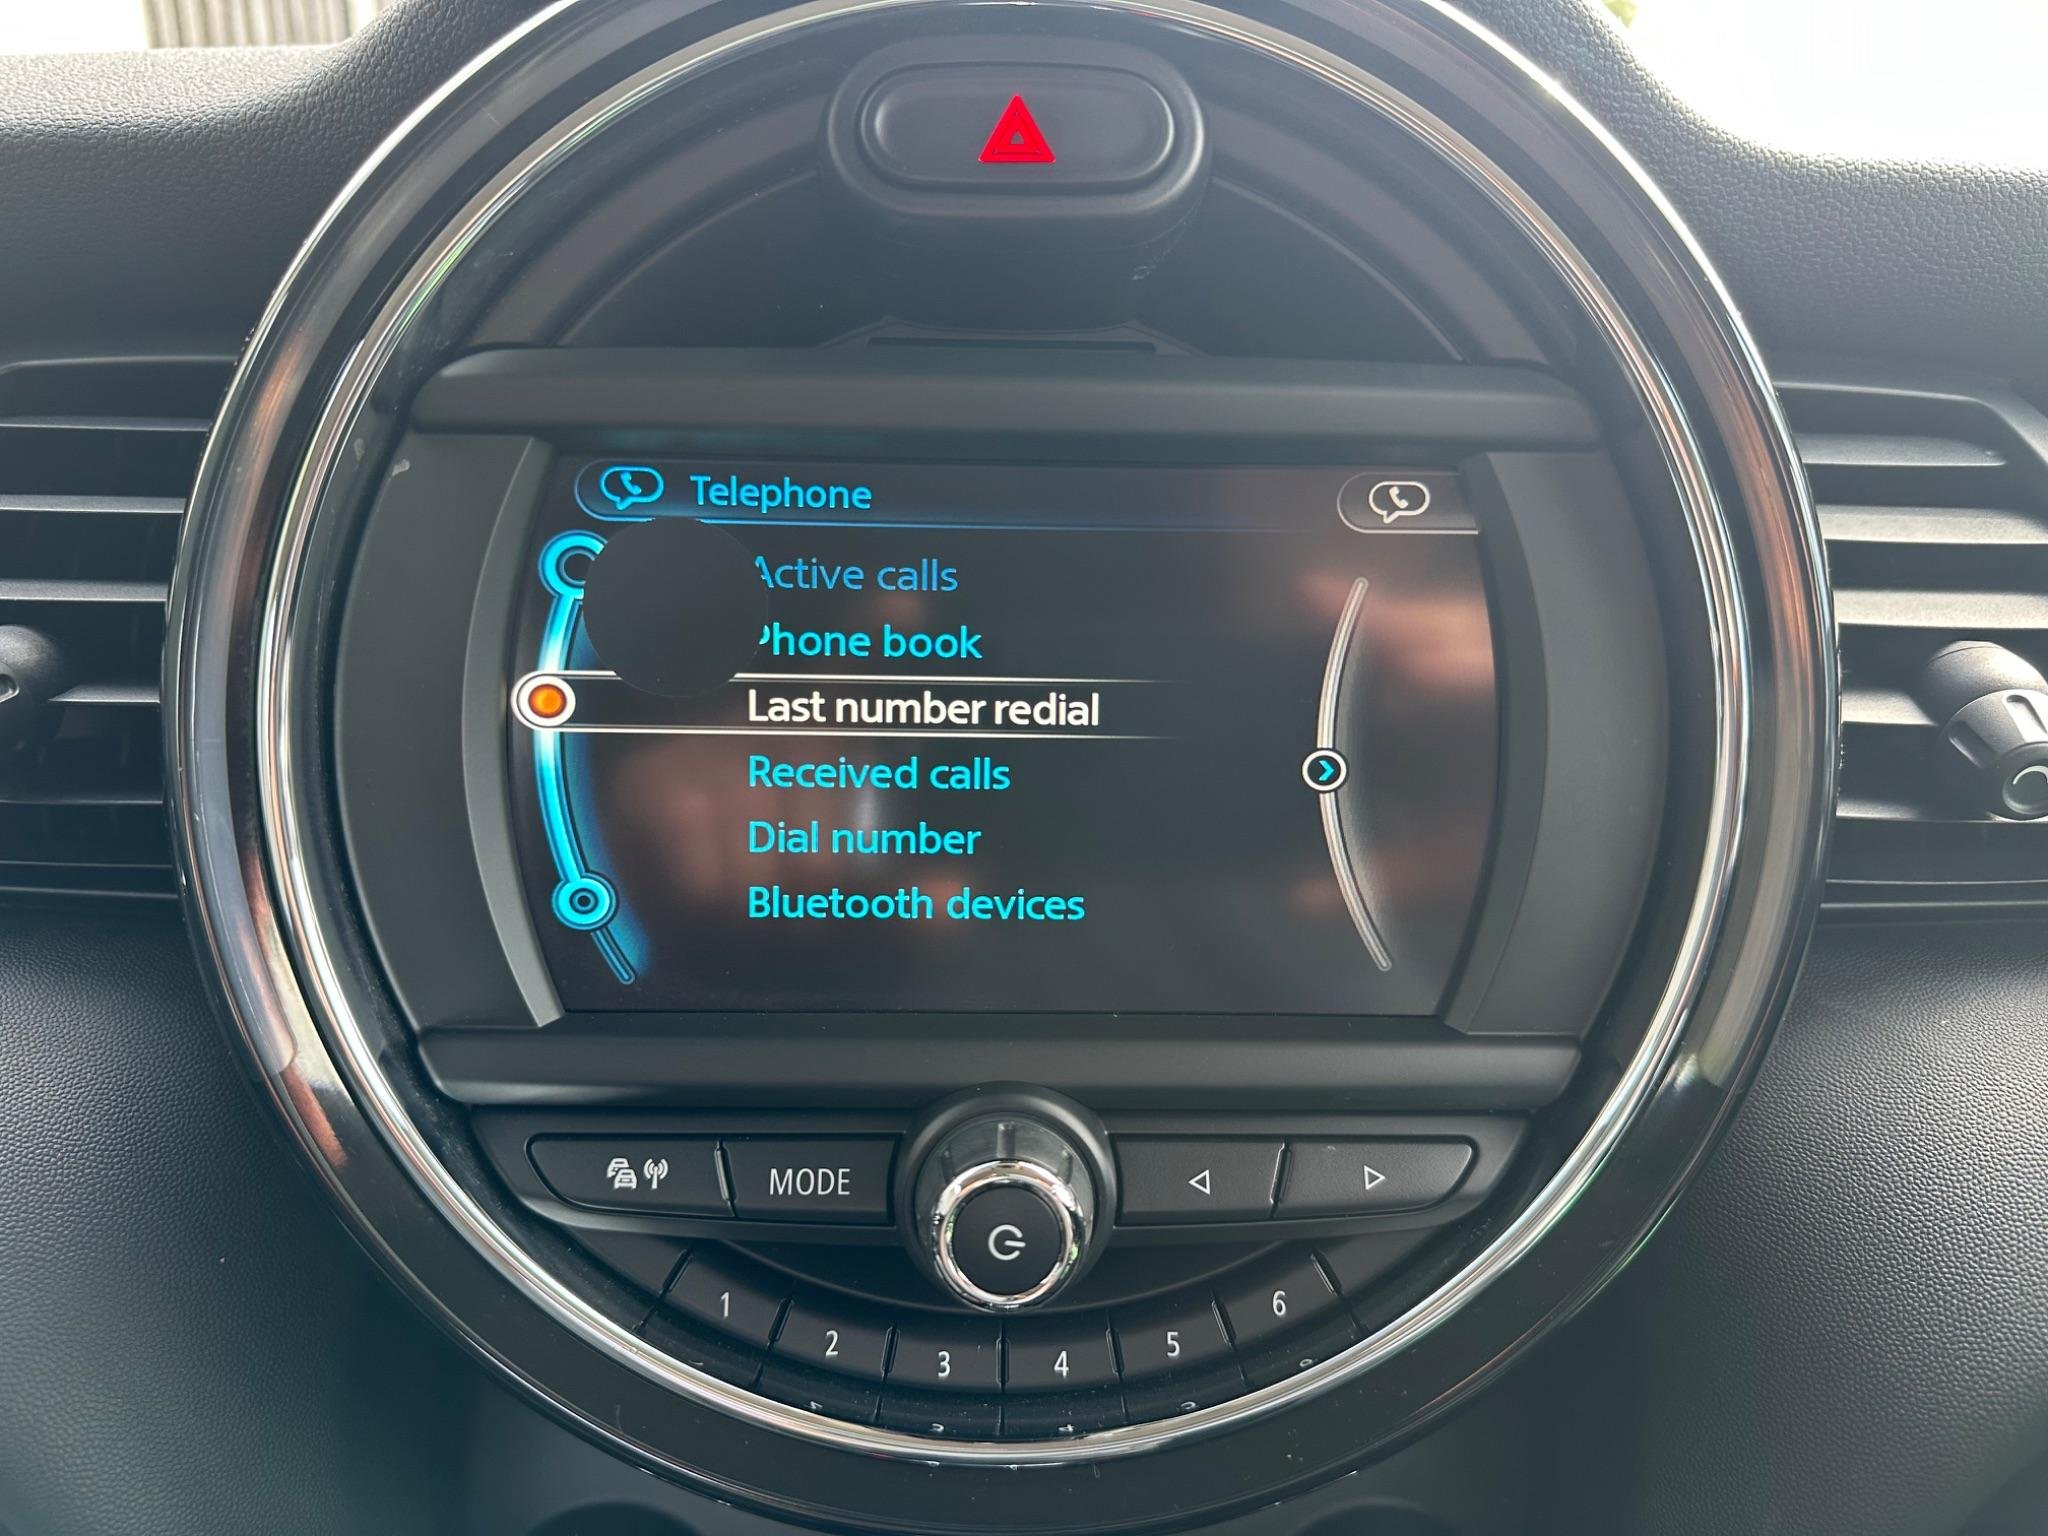 Telephone
Active calls
Phone book
Last number redial
Received calls
Dial number
Bluetooth devices
MODE
1 2 3 4 5 6